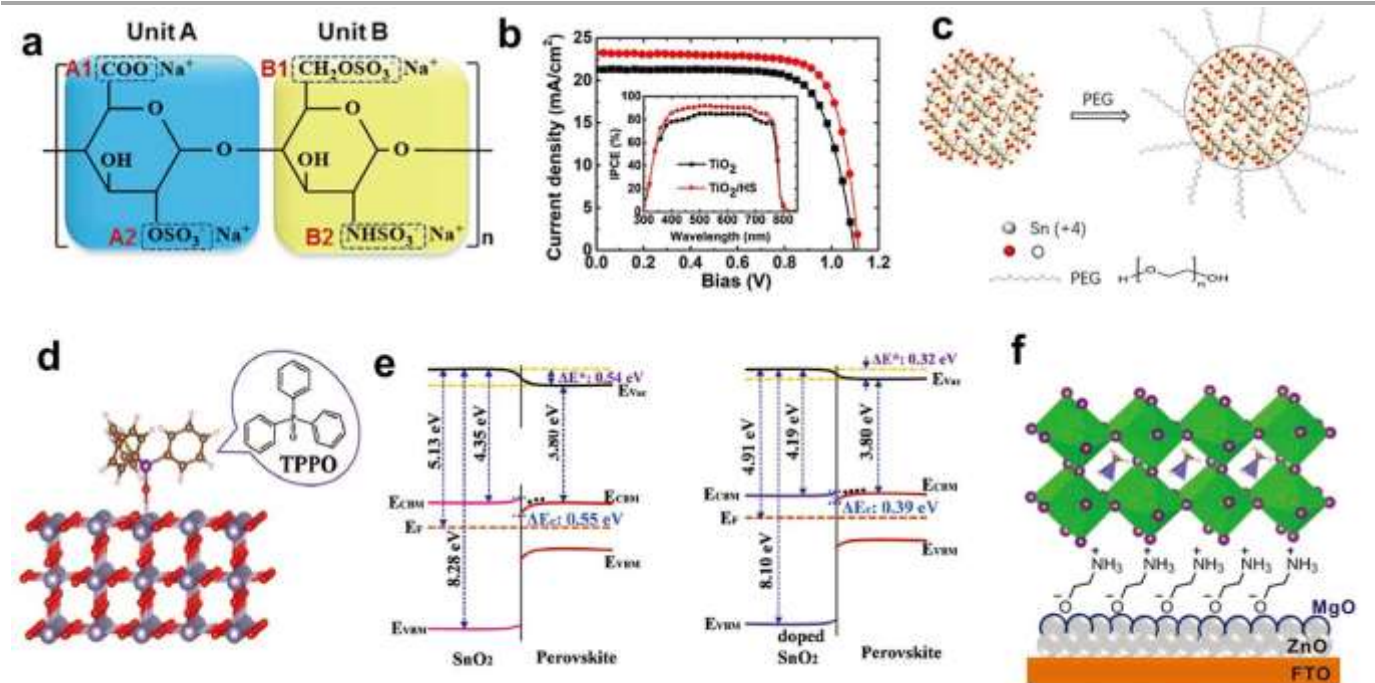 a
Unit A
Unit B
A1 COO⁻ Na⁺
B1 CH₂OSO₃⁻ Na⁺
O
O
OH
O
OH
O
A2 OSO₃⁻ Na⁺
B2 NHSO₃⁻ Na⁺
n
b
Current density (mA/cm²)
25
20
15
10
5
0
0.0 0.2 0.4 0.6 0.8 1.0 1.2
Bias (V)
IPCE (%)
100
80
60
40
20
0
TiO₂
TiO₂/HS
300 400 500 600 700 800
Wavelength (nm)
c
PEG
Sn (+4)
O
PEG
H O n OH
d
TPPO
e
ΔE*: 0.54 eV
EVac
5.13 eV
4.35 eV
3.80 eV
ECBM
ECBM
ΔEc: 0.55 eV
EF
8.28 eV
EVBM
EVBM
SnO₂
Perovskite
ΔE*: 0.32 eV
EVac
4.91 eV
4.19 eV
3.80 eV
ECBM
ECBM
ΔEc: 0.39 eV
EF
8.10 eV
EVBM
EVBM
doped
SnO₂
Perovskite
f
+ + + + +
NH₃ NH₃ NH₃ NH₃ NH₃
⁻O ⁻O ⁻O ⁻O ⁻O
MgO
ZnO
FTO